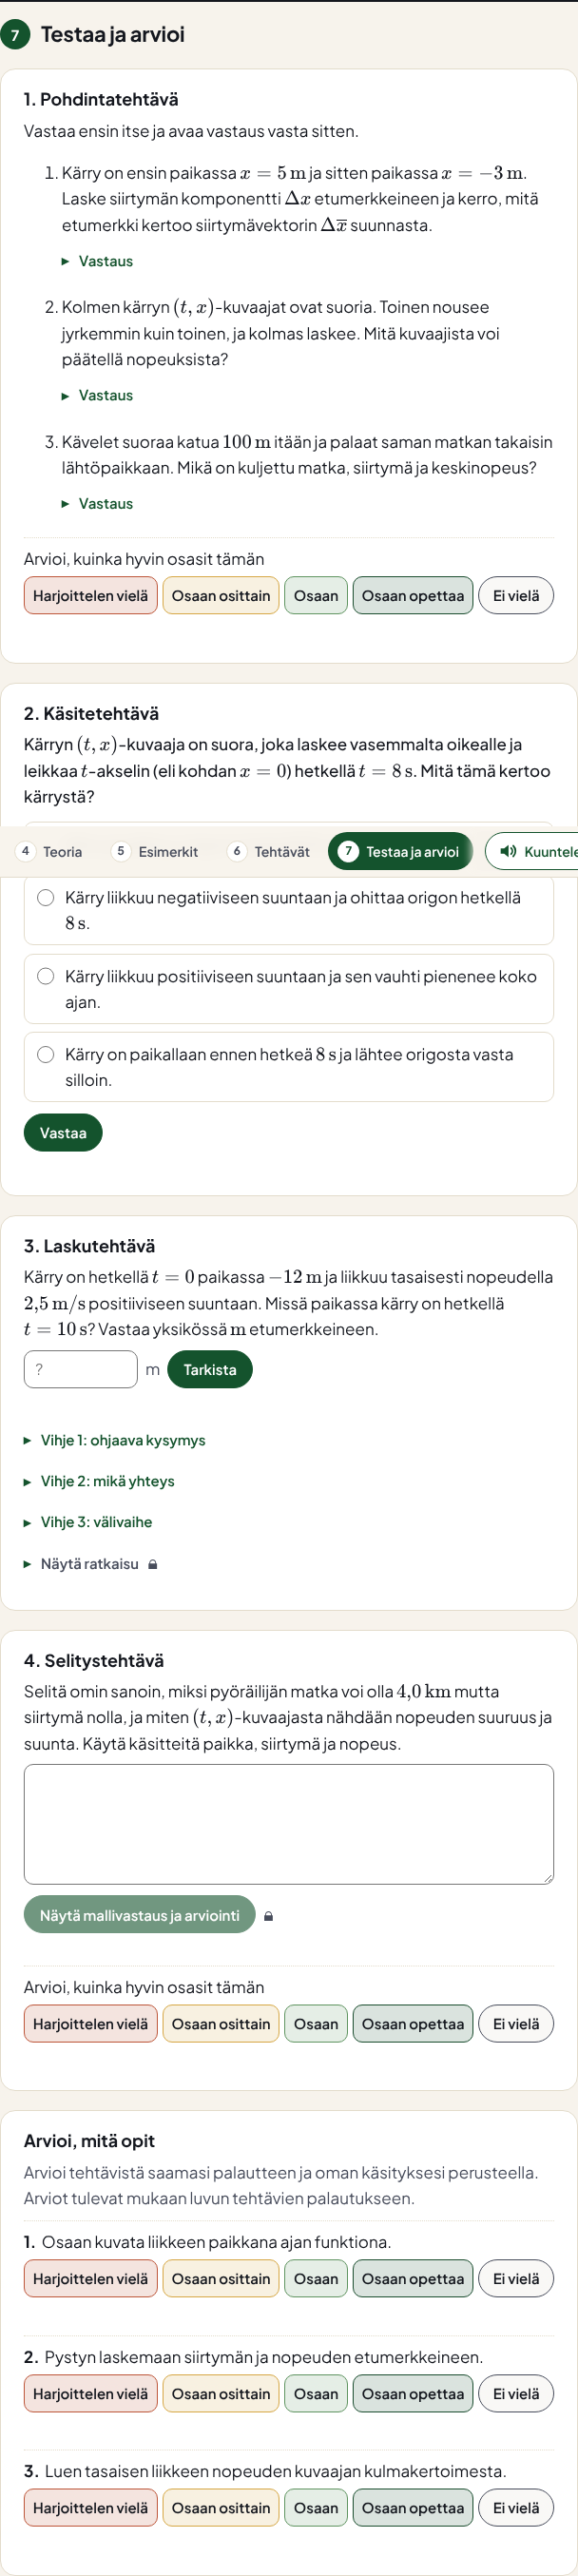 7 Testaa ja arvioi
1. Pohdintatehtävä
Vastaa ensin itse ja avaa vastaus vasta sitten.
1. Kärry on ensin paikassa x = 5 m ja sitten paikassa x = −3 m.
Laske siirtymän komponentti Δx etumerkkeineen ja kerro, mitä
etumerkki kertoo siirtymävektorin Δx̅ suunnasta.
▸ Vastaus
2. Kolmen kärryn (t, x)-kuvaajat ovat suoria. Toinen nousee
jyrkemmin kuin toinen, ja kolmas laskee. Mitä kuvaajista voi
päätellä nopeuksista?
▸ Vastaus
3. Kävelet suoraa katua 100 m itään ja palaat saman matkan takaisin
lähtöpaikkaan. Mikä on kuljettu matka, siirtymä ja keskinopeus?
▸ Vastaus
Arvioi, kuinka hyvin osasit tämän
Harjoittelen vielä Osaan osittain Osaan Osaan opettaa Ei vielä
2. Käsitetehtävä
Kärryn (t, x)-kuvaaja on suora, joka laskee vasemmalta oikealle ja
leikkaa t-akselin (eli kohdan x = 0) hetkellä t = 8 s. Mitä tämä kertoo
kärrystä?
4 Teoria 5 Esimerkit 6 Tehtävät 7 Testaa ja arvioi Kuuntele
Kärry liikkuu negatiiviseen suuntaan ja ohittaa origon hetkellä
8 s.
Kärry liikkuu positiiviseen suuntaan ja sen vauhti pienenee koko
ajan.
Kärry on paikallaan ennen hetkeä 8 s ja lähtee origosta vasta
silloin.
Vastaa
3. Laskutehtävä
Kärry on hetkellä t = 0 paikassa −12 m ja liikkuu tasaisesti nopeudella
2,5 m/s positiiviseen suuntaan. Missä paikassa kärry on hetkellä
t = 10 s? Vastaa yksikössä m etumerkkeineen.
? m Tarkista
▸ Vihje 1: ohjaava kysymys
▸ Vihje 2: mikä yhteys
▸ Vihje 3: välivaihe
▸ Näytä ratkaisu
4. Selitystehtävä
Selitä omin sanoin, miksi pyöräilijän matka voi olla 4,0 km mutta
siirtymä nolla, ja miten (t, x)-kuvaajasta nähdään nopeuden suuruus ja
suunta. Käytä käsitteitä paikka, siirtymä ja nopeus.
Näytä mallivastaus ja arviointi
Arvioi, kuinka hyvin osasit tämän
Harjoittelen vielä Osaan osittain Osaan Osaan opettaa Ei vielä
Arvioi, mitä opit
Arvioi tehtävistä saamasi palautteen ja oman käsityksesi perusteella.
Arviot tulevat mukaan luvun tehtävien palautukseen.
1. Osaan kuvata liikkeen paikkana ajan funktiona.
Harjoittelen vielä Osaan osittain Osaan Osaan opettaa Ei vielä
2. Pystyn laskemaan siirtymän ja nopeuden etumerkkeineen.
Harjoittelen vielä Osaan osittain Osaan Osaan opettaa Ei vielä
3. Luen tasaisen liikkeen nopeuden kuvaajan kulmakertoimesta.
Harjoittelen vielä Osaan osittain Osaan Osaan opettaa Ei vielä